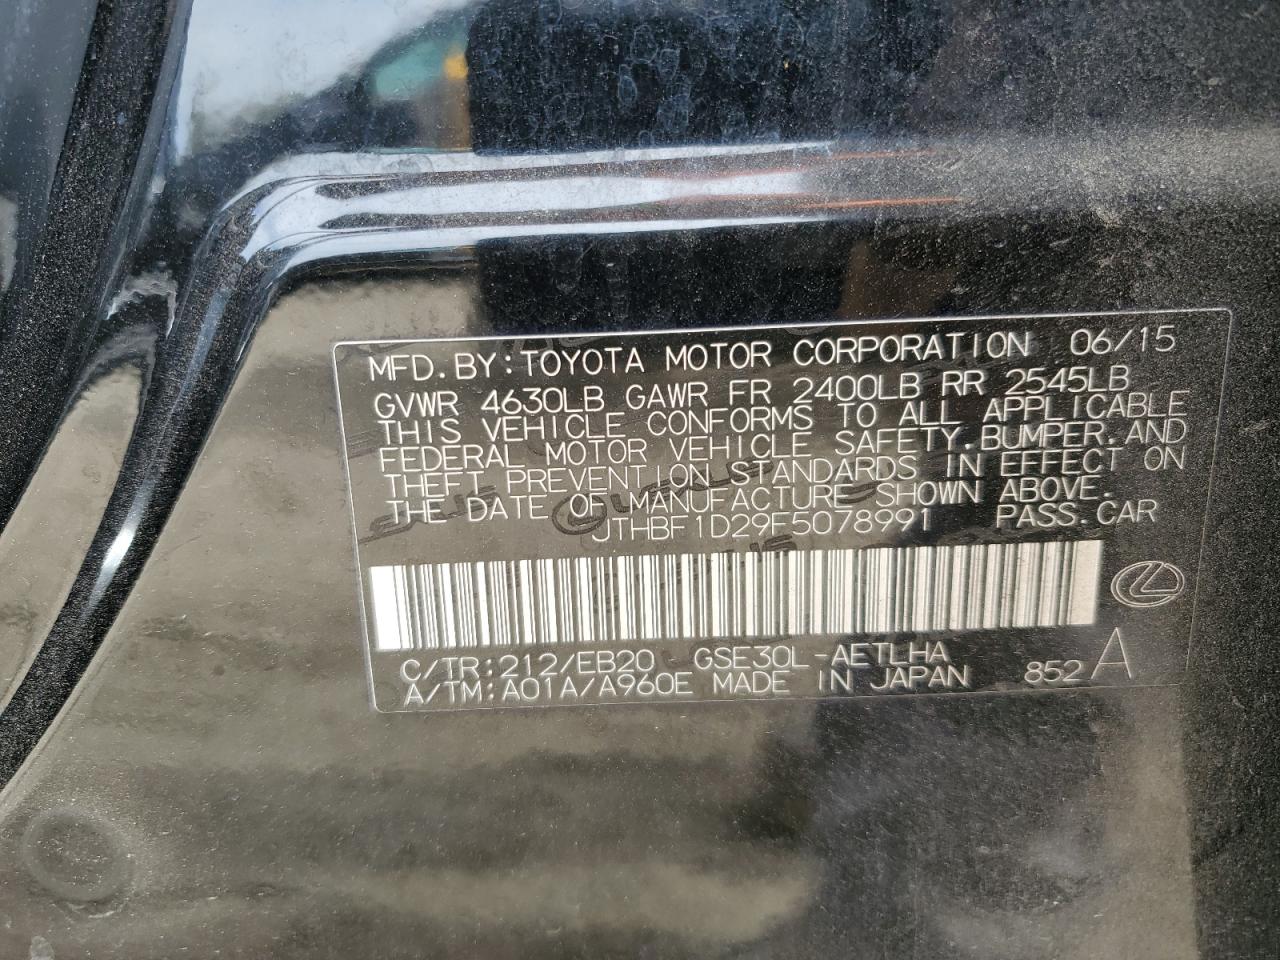 MFD. BY: TOYOTA MOTOR CORPORATION 06/15
GVWR 4630LB GAWR FR 2400LB RR 2545LB
THIS VEHICLE CONFORMS TO ALL APPLICABLE
FEDERAL MOTOR VEHICLE SAFETY, BUMPER, AND
THEFT PREVENTION STANDARDS IN EFFECT ON
THE DATE OF MANUFACTURE SHOWN ABOVE.
JTHBF1D29F5078991 PASS. CAR
C/TR: 212/EB20 GSE30L-AETLHA
A/TM: A01A/A960E MADE IN JAPAN 852 A